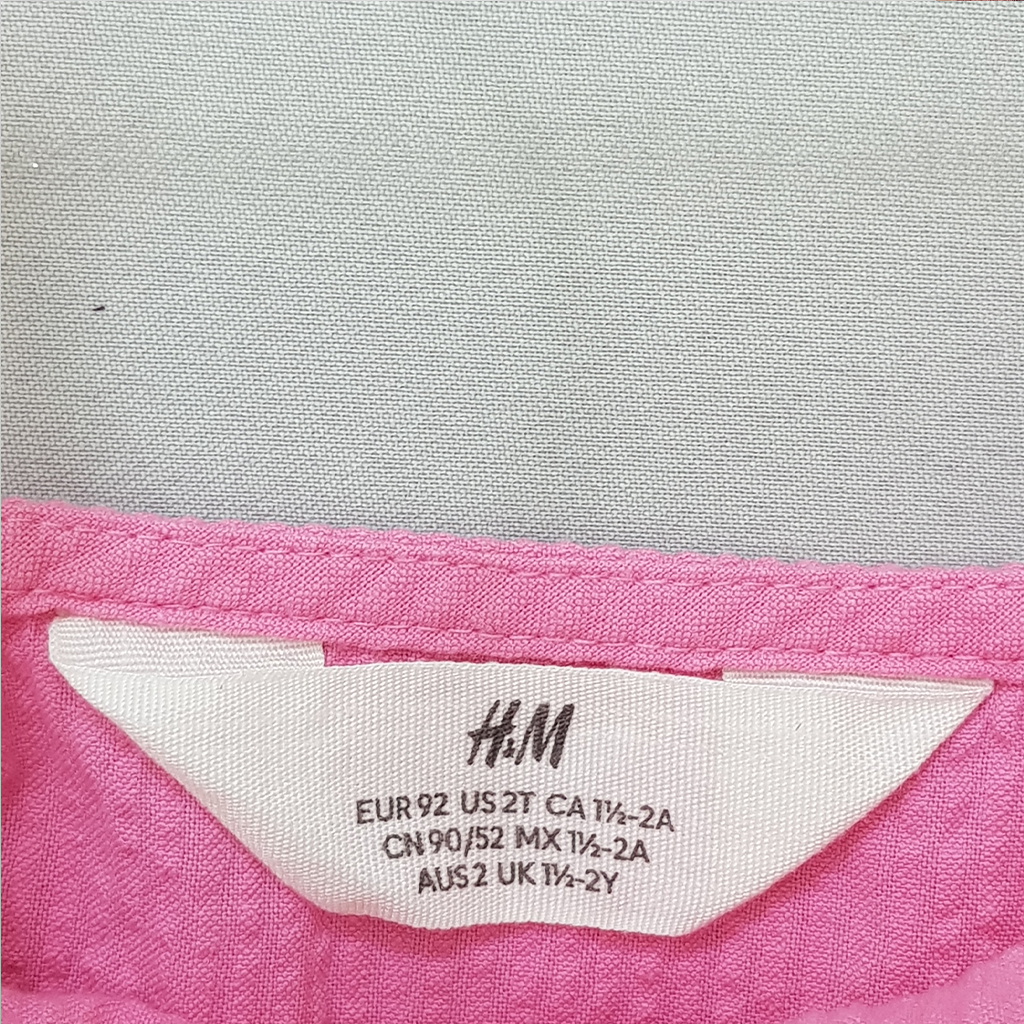 H&M
EUR 92 US 2T CA 1½-2A
CN 90/52 MX 1½-2A
AUS 2 UK 1½-2Y